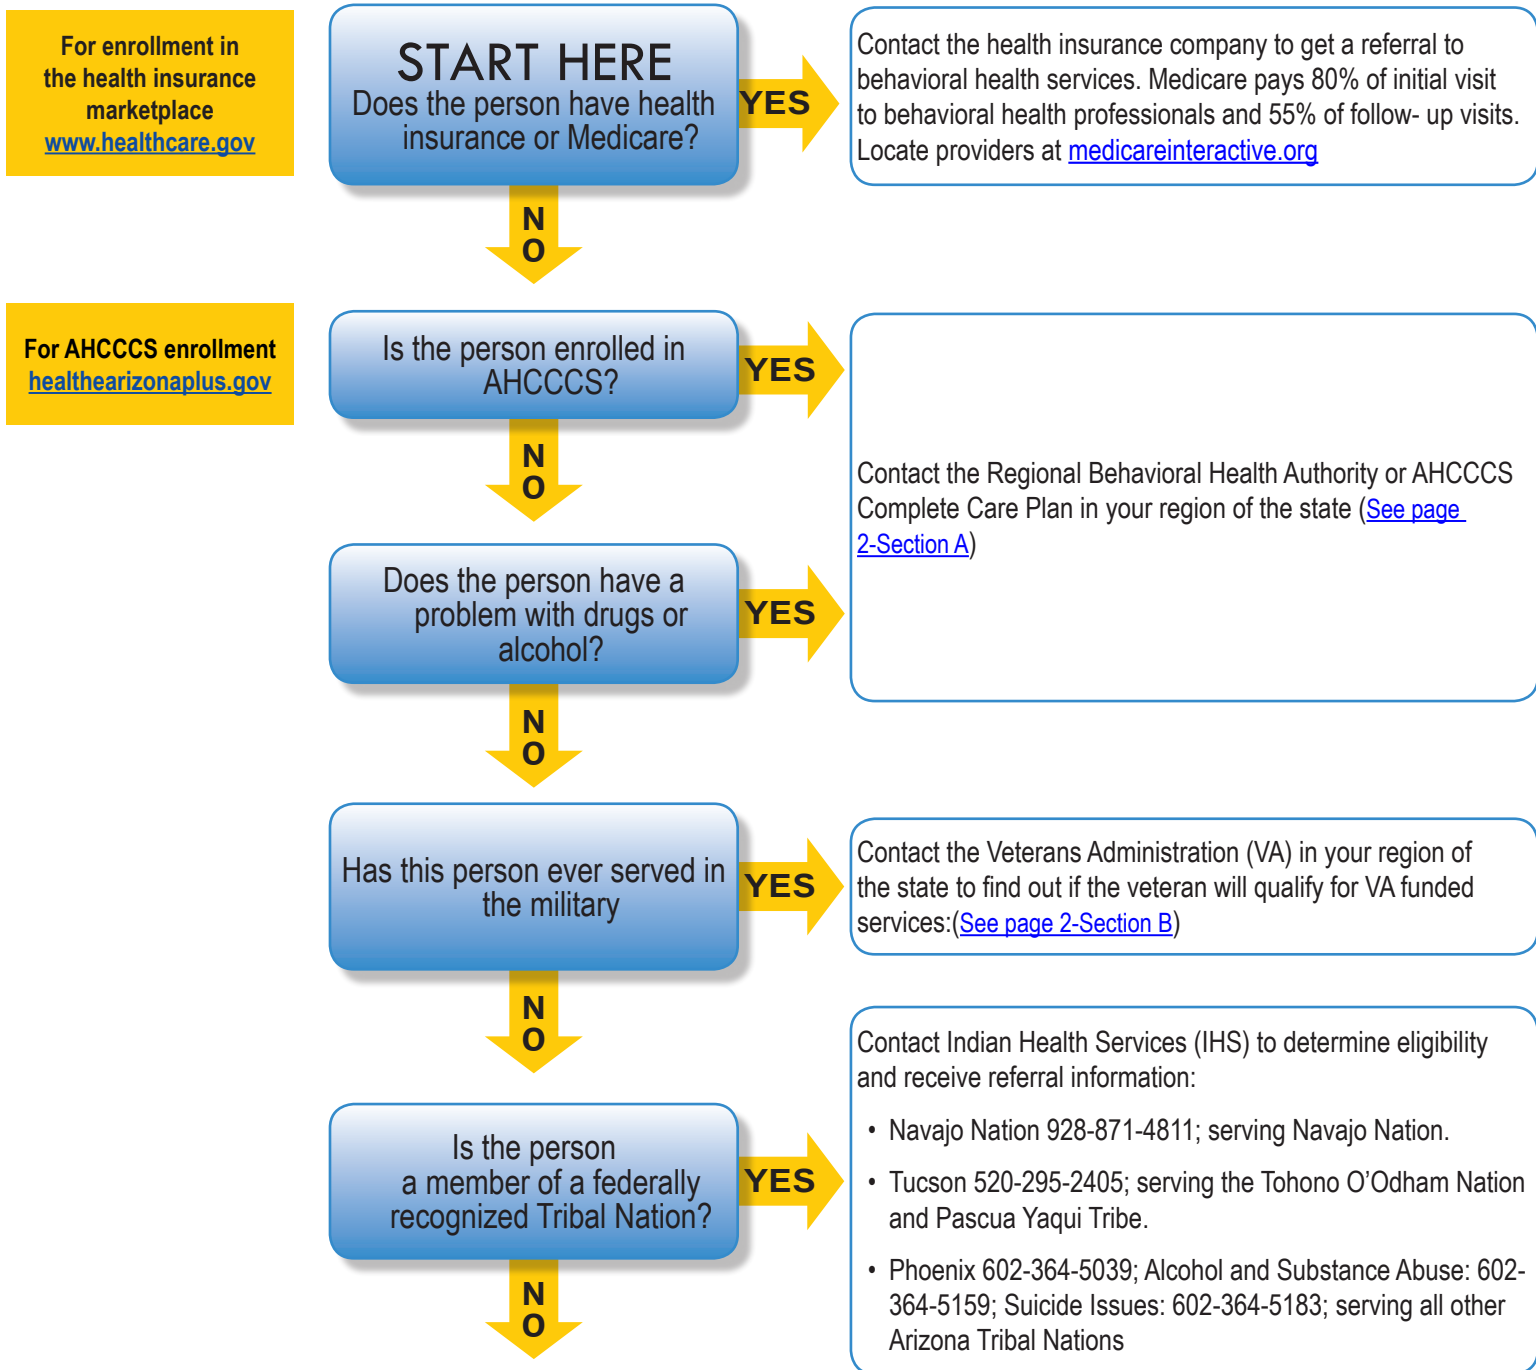 For enrollment in
the health insurance
marketplace
www.healthcare.gov
START HERE
Does the person have health
insurance or Medicare?
YES
Contact the health insurance company to get a referral to
behavioral health services. Medicare pays 80% of initial visit
to behavioral health professionals and 55% of follow- up visits.
Locate providers at medicareinteractive.org
N
O
For AHCCCS enrollment
healthearizonaplus.gov
Is the person enrolled in
AHCCCS?
YES
Contact the Regional Behavioral Health Authority or AHCCCS
Complete Care Plan in your region of the state (See page
2-Section A)
N
O
Does the person have a
problem with drugs or
alcohol?
YES
N
O
Has this person ever served in
the military
YES
Contact the Veterans Administration (VA) in your region of
the state to find out if the veteran will qualify for VA funded
services:(See page 2-Section B)
N
O
Is the person
a member of a federally
recognized Tribal Nation?
YES
Contact Indian Health Services (IHS) to determine eligibility
and receive referral information:
• Navajo Nation 928-871-4811; serving Navajo Nation.
• Tucson 520-295-2405; serving the Tohono O’Odham Nation
and Pascua Yaqui Tribe.
• Phoenix 602-364-5039; Alcohol and Substance Abuse: 602-
364-5159; Suicide Issues: 602-364-5183; serving all other
Arizona Tribal Nations
N
O